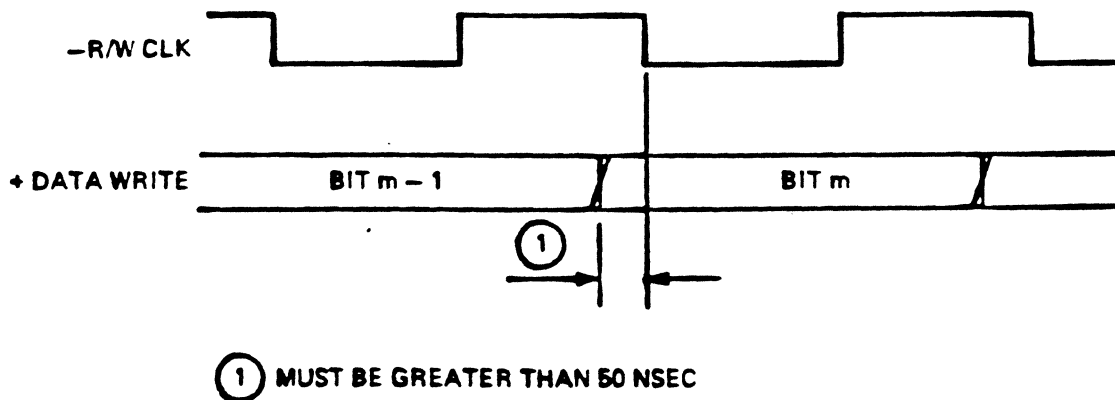 –R/W CLK
+ DATA WRITE
BIT m – 1
BIT m
1
1 MUST BE GREATER THAN 50 NSEC